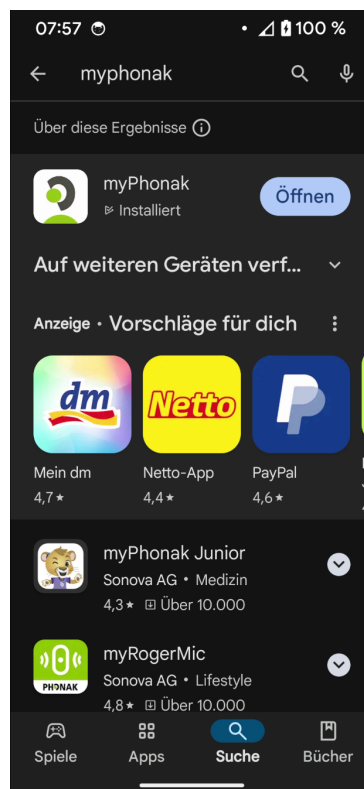 07:57
100 %
myphonak
Über diese Ergebnisse
myPhonak
Installiert
Öffnen
Auf weiteren Geräten verf...
Anzeige • Vorschläge für dich
dm
Netto
Mein dm
Netto-App
PayPal
4,7★
4,4★
4,6★
myPhonak Junior
Sonova AG • Medizin
4,3★ Über 10.000
myRogerMic
PHONAK
Sonova AG • Lifestyle
4,8★ Über 10.000
Spiele
Apps
Suche
Bücher